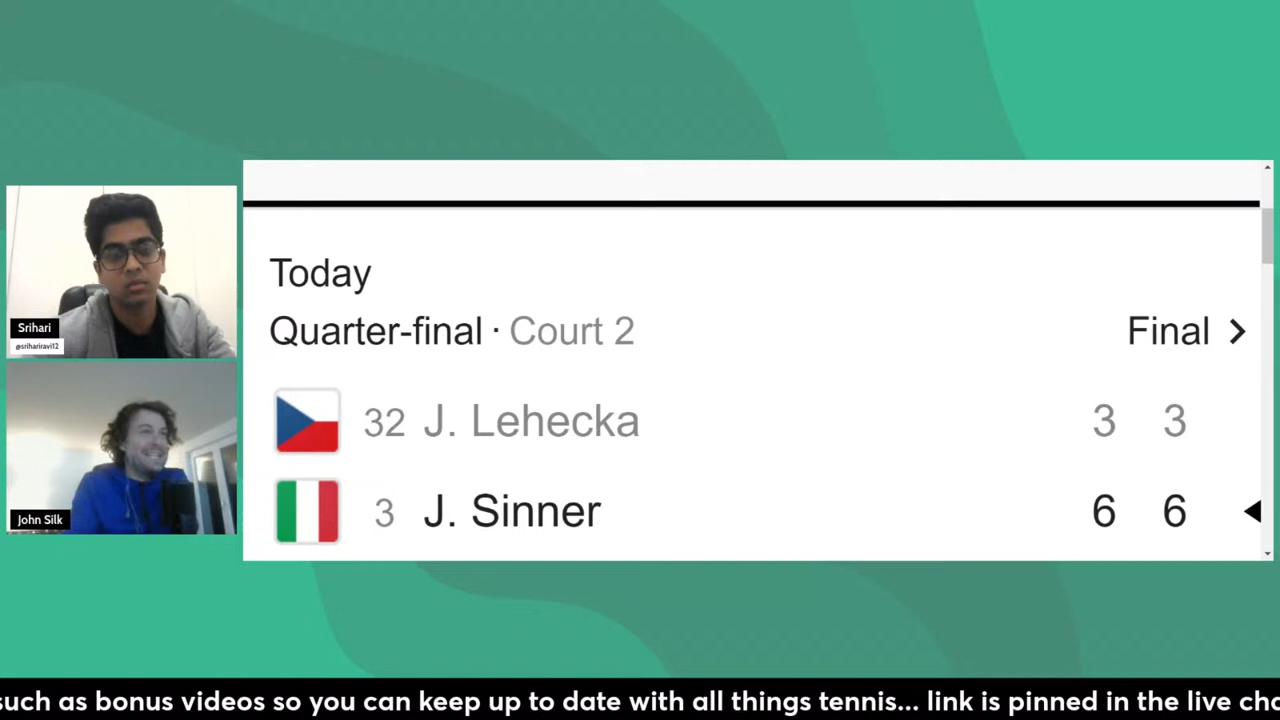 Today
Quarter-final · Court 2
Final
32 J. Lehecka 3 3
3 J. Sinner 6 6
Srihari
@srihariravi12
John Silk
such as bonus videos so you can keep up to date with all things tennis... link is pinned in the live cha